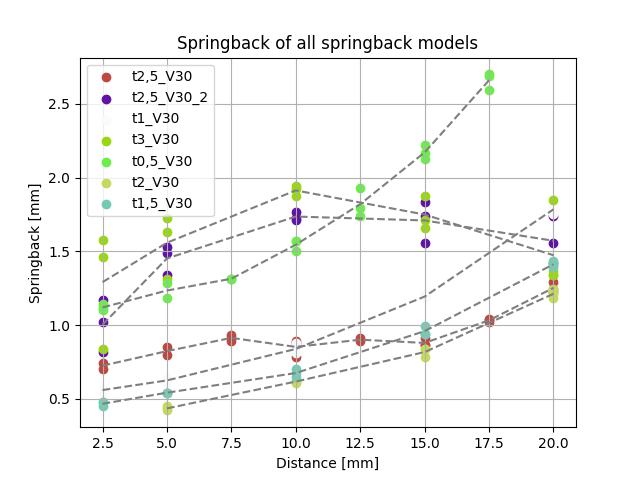 Springback of all springback models
t2,5_V30
t2,5_V30_2
t1_V30
t3_V30
t0,5_V30
t2_V30
t1,5_V30
2.5
2.0
1.5
1.0
0.5
Springback [mm]
2.5 5.0 7.5 10.0 12.5 15.0 17.5 20.0
Distance [mm]